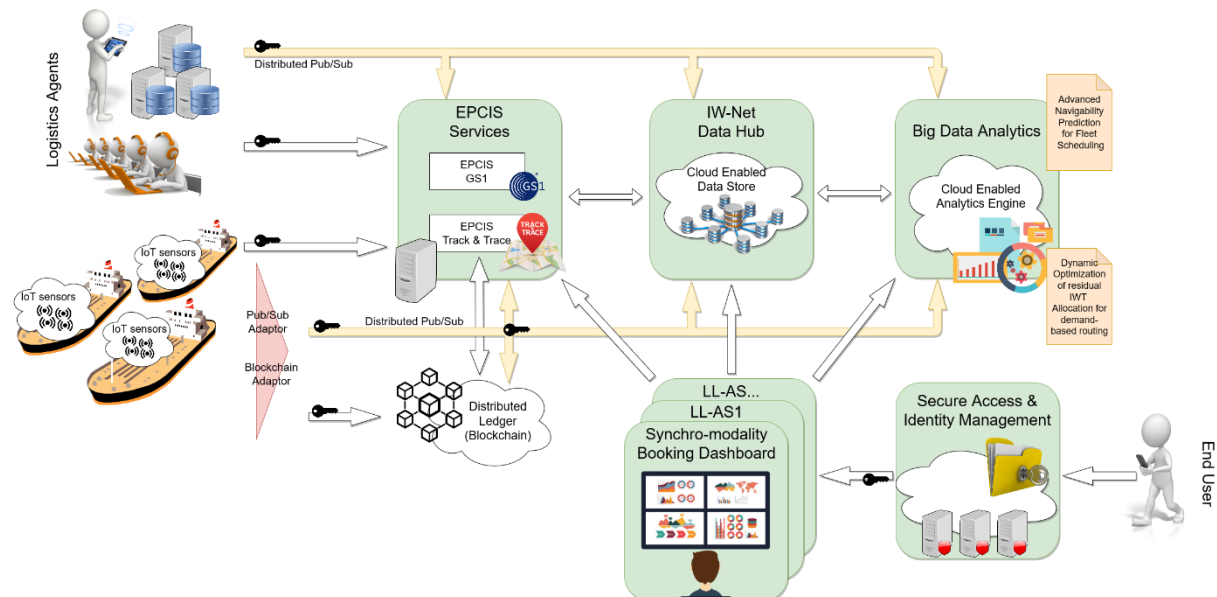 Logistics Agents
Distributed Pub/Sub
EPCIS
Services
EPCIS
GS1
GS1
EPCIS
Track & Trace
TRACK
TRACE
IW-Net
Data Hub
Cloud Enabled
Data Store
Big Data Analytics
Cloud Enabled
Analytics Engine
Advanced
Navigability
Prediction
for Fleet
Scheduling
Dynamic
Optimization
of residual
IWT
Allocation for
demand-
based routing
IoT sensors
IoT sensors
IoT sensors
Pub/Sub
Adaptor
Blockchain
Adaptor
Distributed Pub/Sub
Distributed
Ledger
(Blockchain)
LL-AS...
LL-AS1
Synchro-modality
Booking Dashboard
Secure Access &
Identity Management
End User